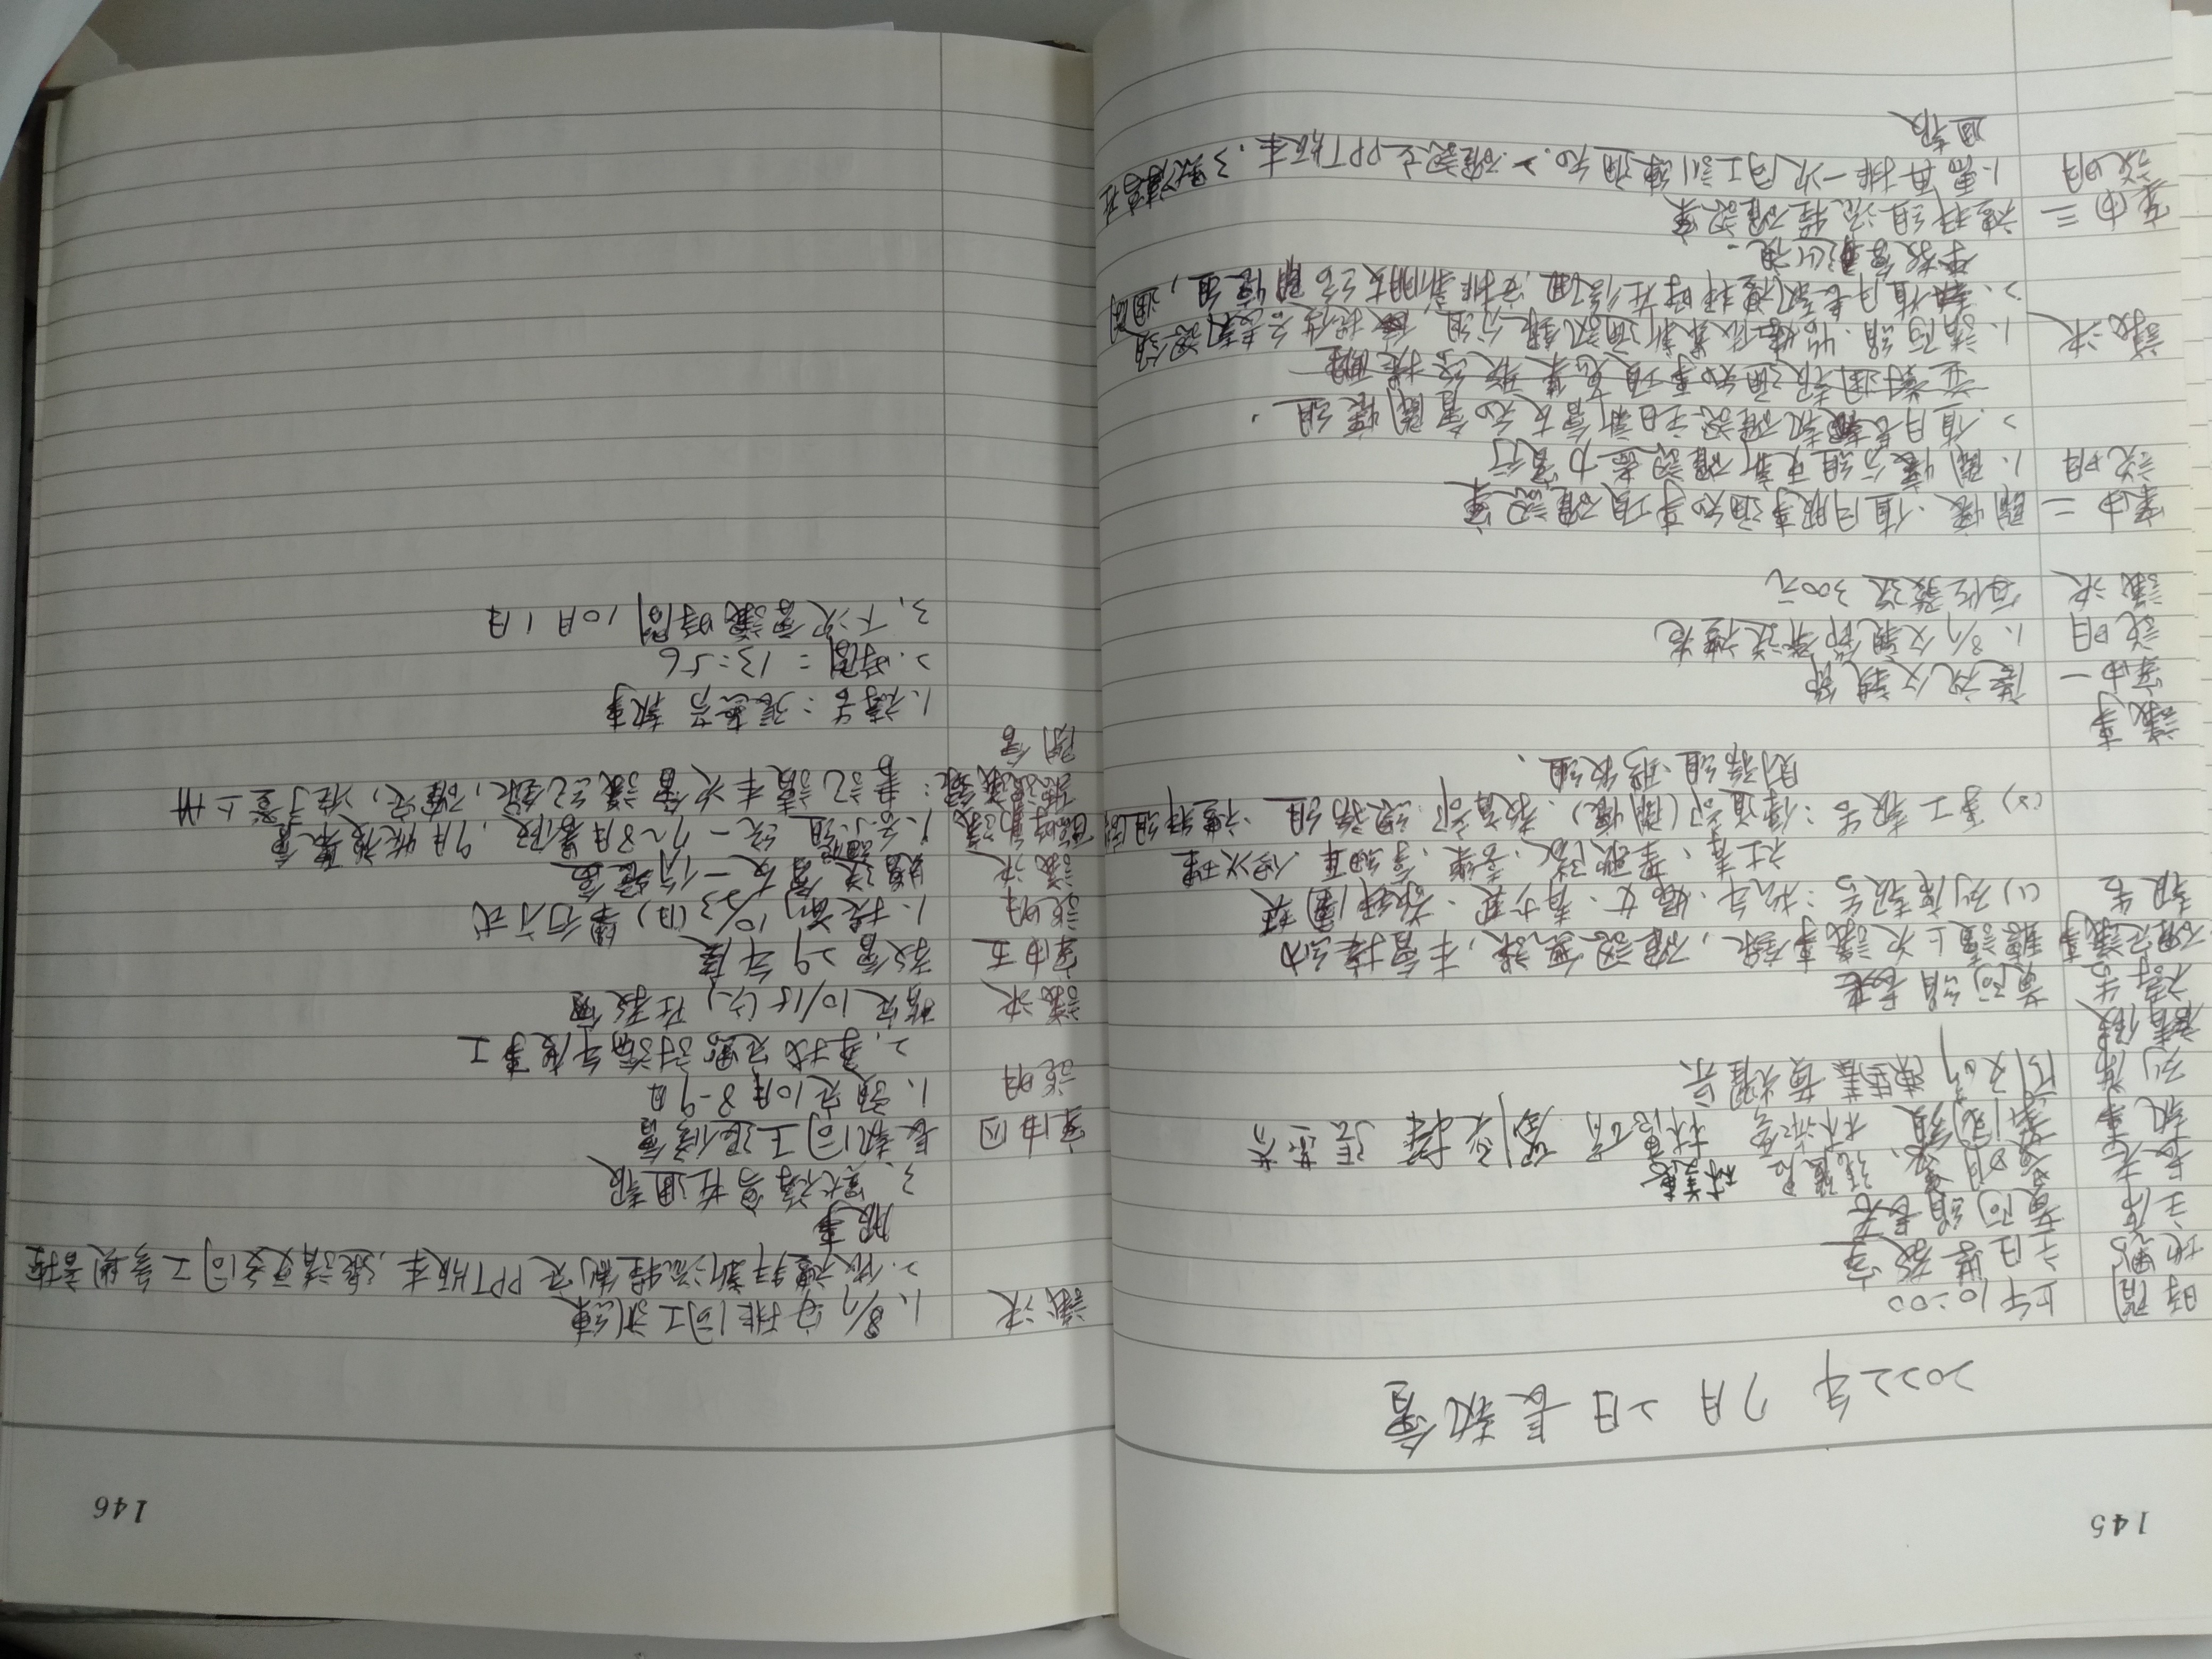 145
2022年 7月 2日 長執會
時間 上午10:00
地點 主日學教室
主席 黃阿絹長老
長老 張麗君 林美惠
執事 林淑雲 林惠娟 劉 張燕芬
列席 黃耀宗
請假
禱告 黃阿絹長老
確定議事 聽讀上次議事錄，確認無誤，本會接納
報告 (1) 列席報告：松年、婦女、青少契、敬拜團契
社青、聖歌隊、喜樂、拿細耳、但以理
(2) 事工報告：傳道部(關懷)、教育部、總務組、禮拜組
財務組、聘牧組、
議事
案由一 慶祝父親節
說明 1、8/7父親節發送禮卷
議決 每位發送300元
案由二 關懷、值月服事通知事項確認案
說明 1、關懷分組更新確認盡力實行
2、值月長執確認主日新會友知會關懷組、
並對週報通知事項蒐集聯絡提醒
議決 1、請阿絹、怡嬪依最新通訊錄分組，提供各長執認領
2、值月長執禮拜時在後面、安排新朋友給關懷組，週間
來教會巡視。
案由三 禮拜組流程確認案
說明 1、需再排一次同工訓練通知、2、確認立PPT版本、3默禱寫在
週報
146
議決 1、8/7安排同工訓練
2、依禮拜新流程制定PPT版本，邀請更多同工參與音控
服事
3、默禱寫在週報
案由四 長執同工退修會
說明 1、預定10月8-9日
2、尋找定點討論年度事工
議決 暫定10/15(六) 在教會
案由五 教會29年慶
說明 1、提前10/23(日) 舉行方式
議決 贈送會友一份餐盒
臨時動議 1、各小組 統一 7~8月暑假，9月恢復聚會
聽讀議錄：書記讀本次會議紀錄，確定，准予登上冊
閉會
1、禱告：張燕芬 執事
2、時間：13:56
3、下次會議時間10月1日